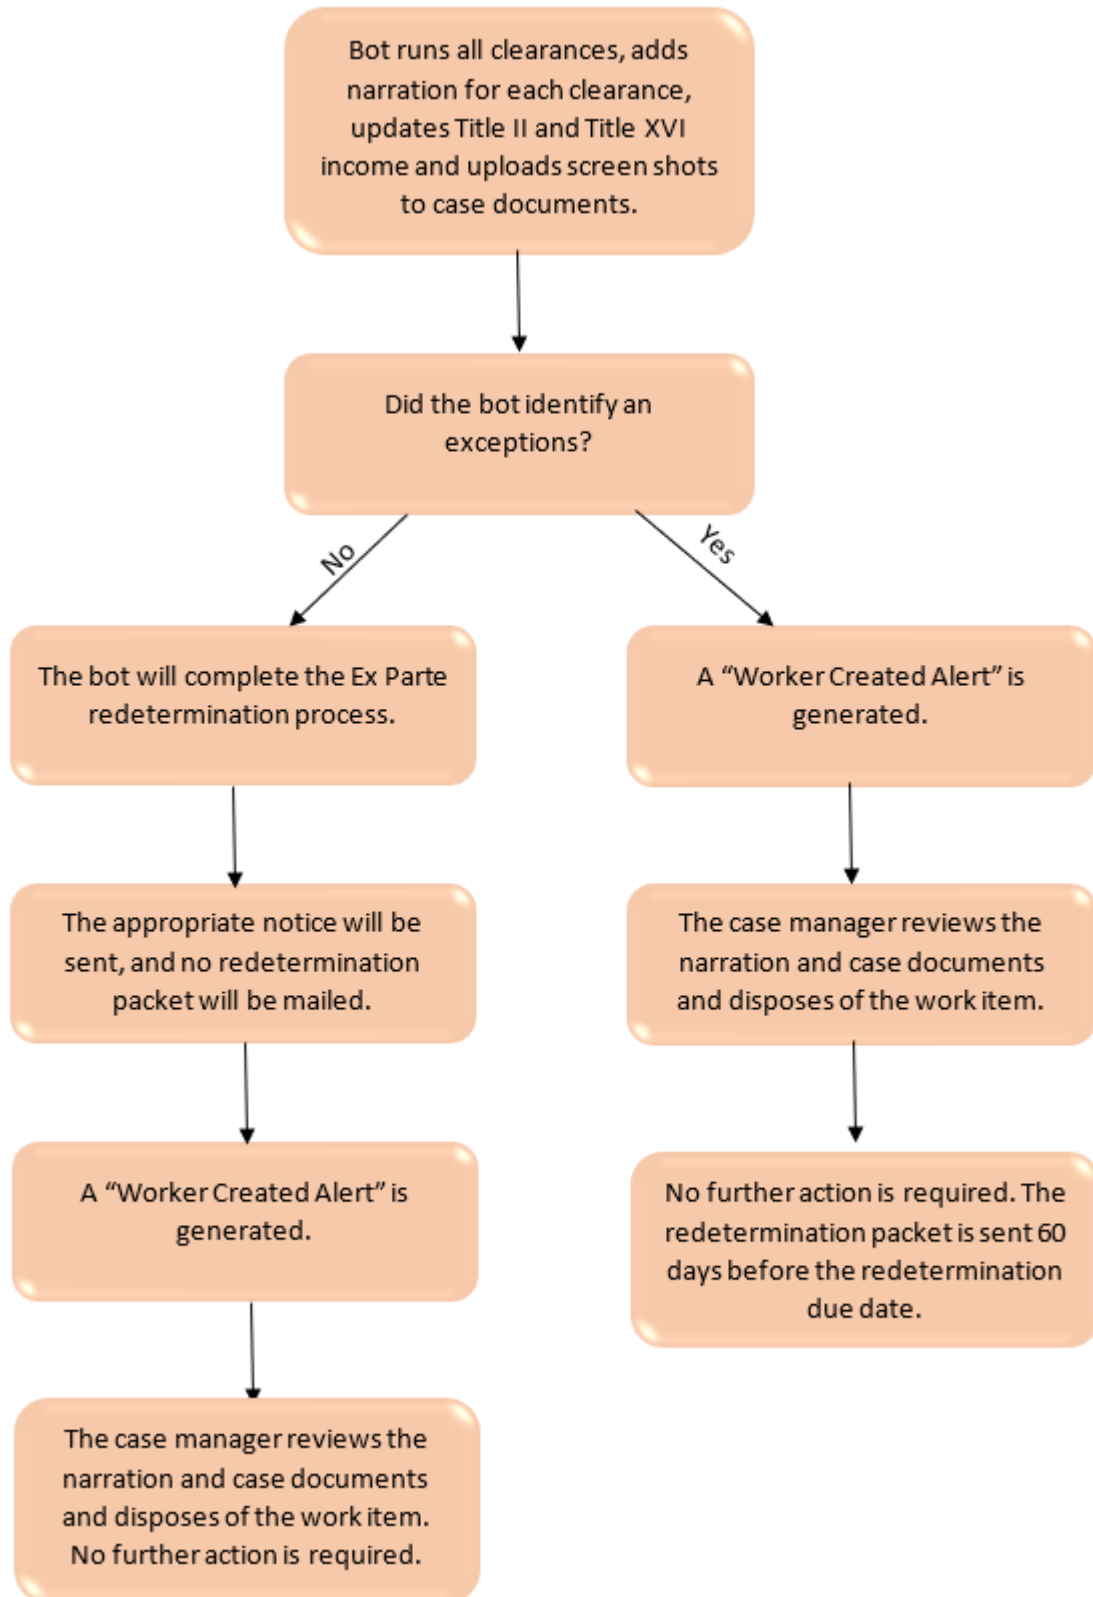 Bot runs all clearances, adds
narration for each clearance,
updates Title II and Title XVI
income and uploads screen shots
to case documents.
Did the bot identify an
exceptions?
No
Yes
The bot will complete the Ex Parte
redetermination process.
A “Worker Created Alert” is
generated.
The appropriate notice will be
sent, and no redetermination
packet will be mailed.
The case manager reviews the
narration and case documents
and disposes of the work item.
A “Worker Created Alert” is
generated.
No further action is required. The
redetermination packet is sent 60
days before the redetermination
due date.
The case manager reviews the
narration and case documents
and disposes of the work item.
No further action is required.